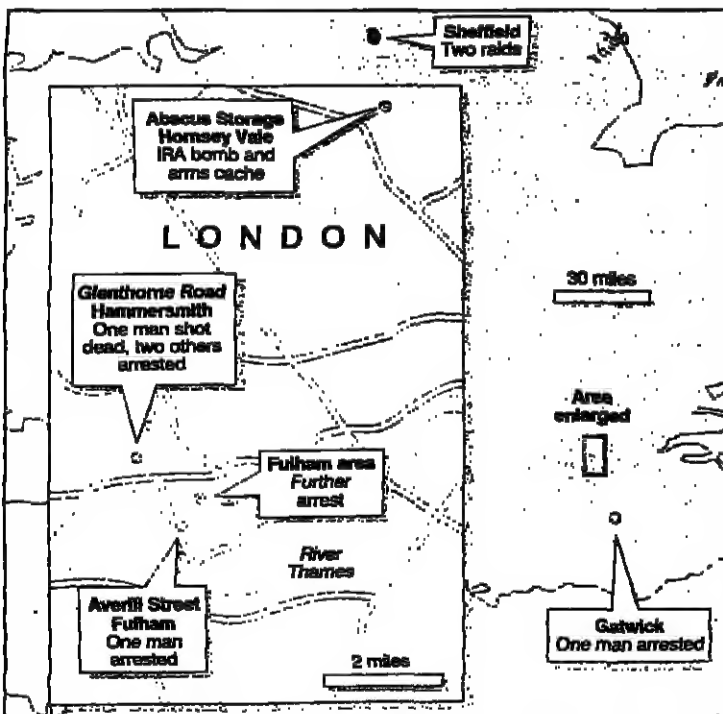 Sheffield
Two raids
Abacus Storage
Hornsey Vale
IRA bomb and
arms cache
LONDON
Glenthorne Road
Hammersmith
One man shot
dead, two others
arrested
30 miles
Area
enlarged
Fulham area
Further
arrest
River
Thames
Averill Street
Fulham
One man
arrested
Gatwick
One man arrested
2 miles